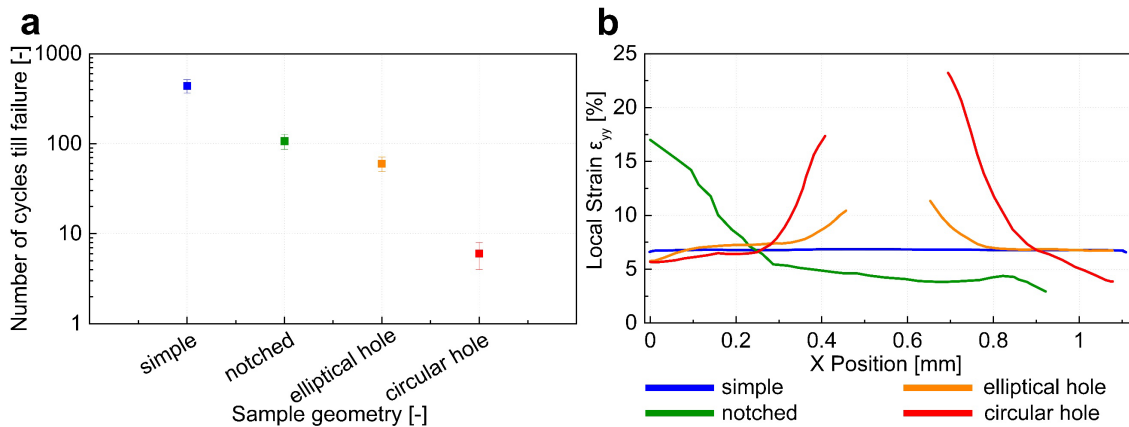 a
Number of cycles till failure [-]
1000
100
10
1
simple
notched
elliptical hole
circular hole
Sample geometry [-]
b
Local Strain ε_yy [%]
25
20
15
10
5
0
0
0.2
0.4
0.6
0.8
1
X Position [mm]
simple
elliptical hole
notched
circular hole